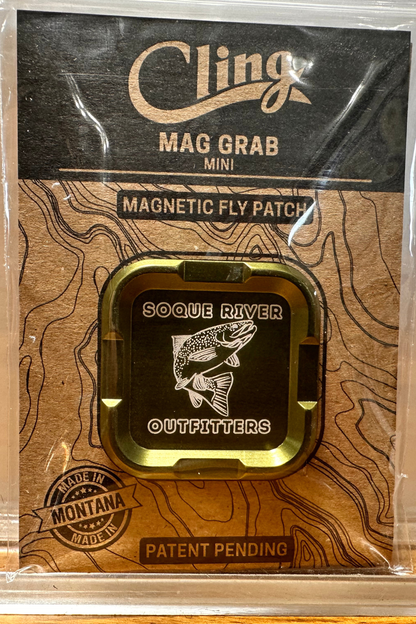 Cling
MAG GRAB
MINI
MAGNETIC FLY PATCH
SOQUE RIVER
OUTFITTERS
MADE IN
MONTANA
MADE IN
PATENT PENDING